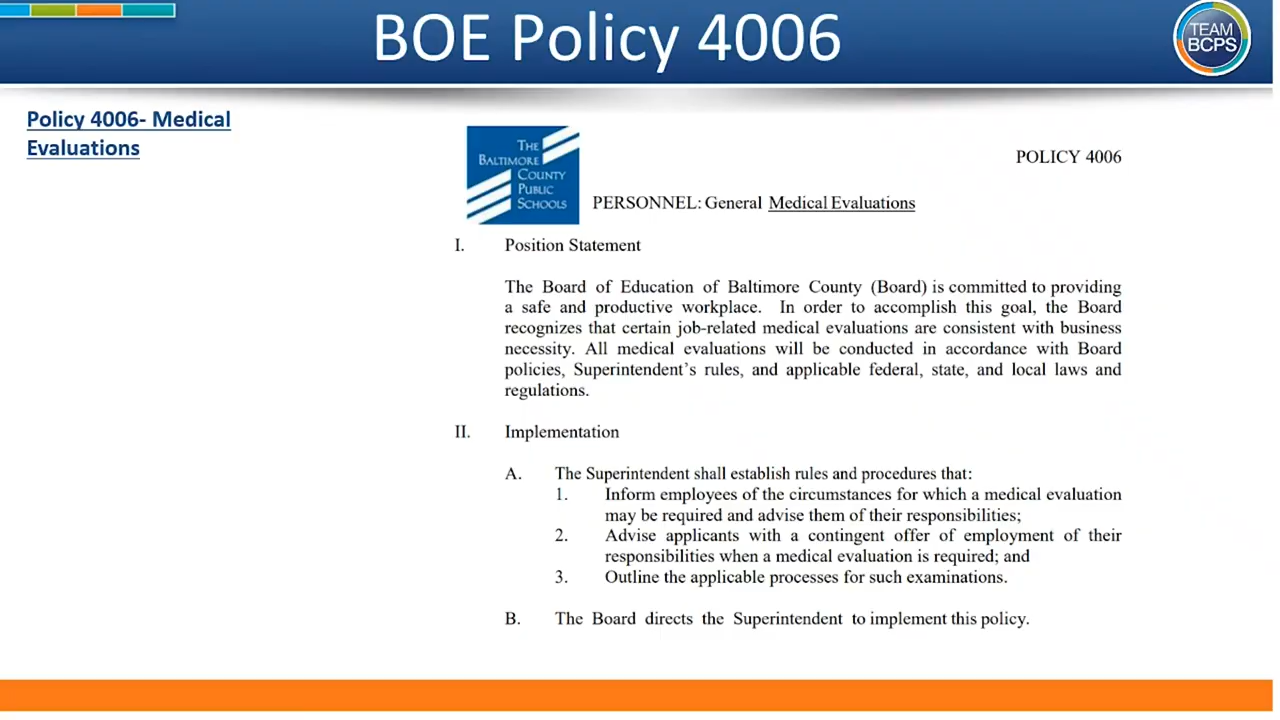 BOE Policy 4006
TEAM
BCPS
Policy 4006- Medical
Evaluations
THE
BALTIMORE
COUNTY
PUBLIC
SCHOOLS
POLICY 4006
PERSONNEL: General Medical Evaluations
I. Position Statement
The Board of Education of Baltimore County (Board) is committed to providing
a safe and productive workplace. In order to accomplish this goal, the Board
recognizes that certain job-related medical evaluations are consistent with business
necessity. All medical evaluations will be conducted in accordance with Board
policies, Superintendent's rules, and applicable federal, state, and local laws and
regulations.
II. Implementation
A. The Superintendent shall establish rules and procedures that:
1. Inform employees of the circumstances for which a medical evaluation
may be required and advise them of their responsibilities;
2. Advise applicants with a contingent offer of employment of their
responsibilities when a medical evaluation is required; and
3. Outline the applicable processes for such examinations.
B. The Board directs the Superintendent to implement this policy.